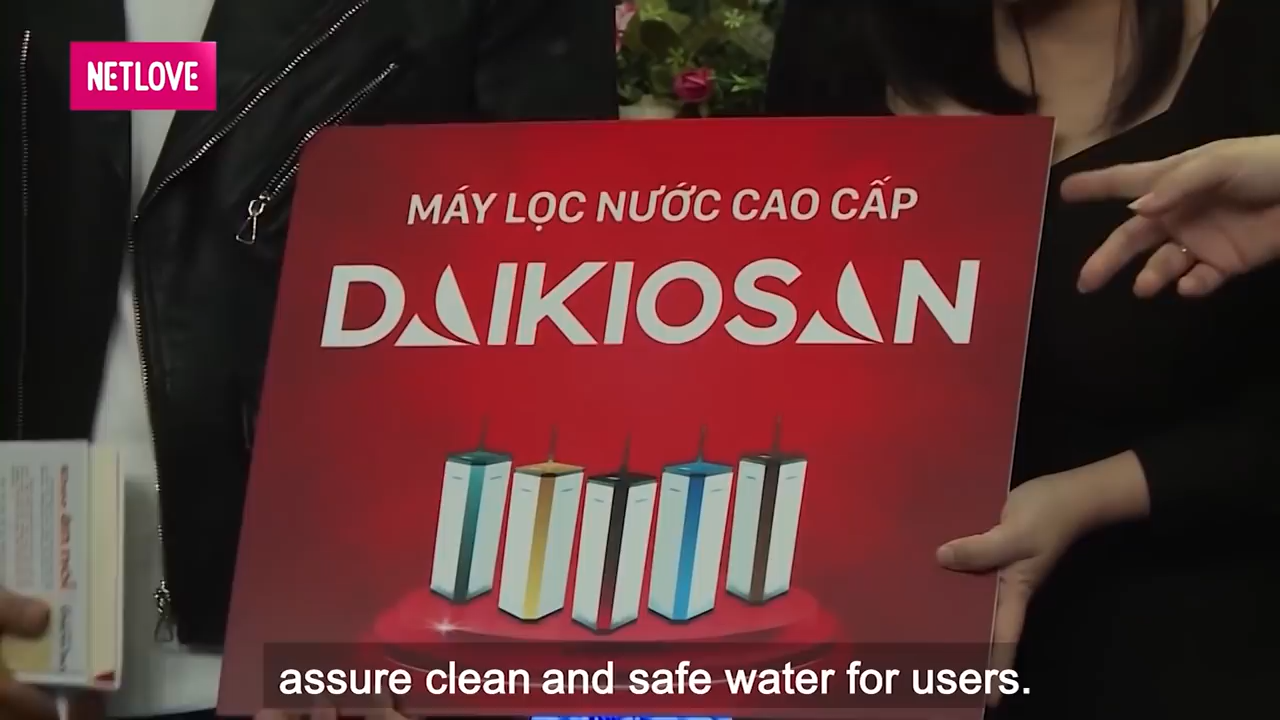 NETLOVE
MÁY LỌC NƯỚC CAO CẤP
DAIKIOSAN
assure clean and safe water for users.